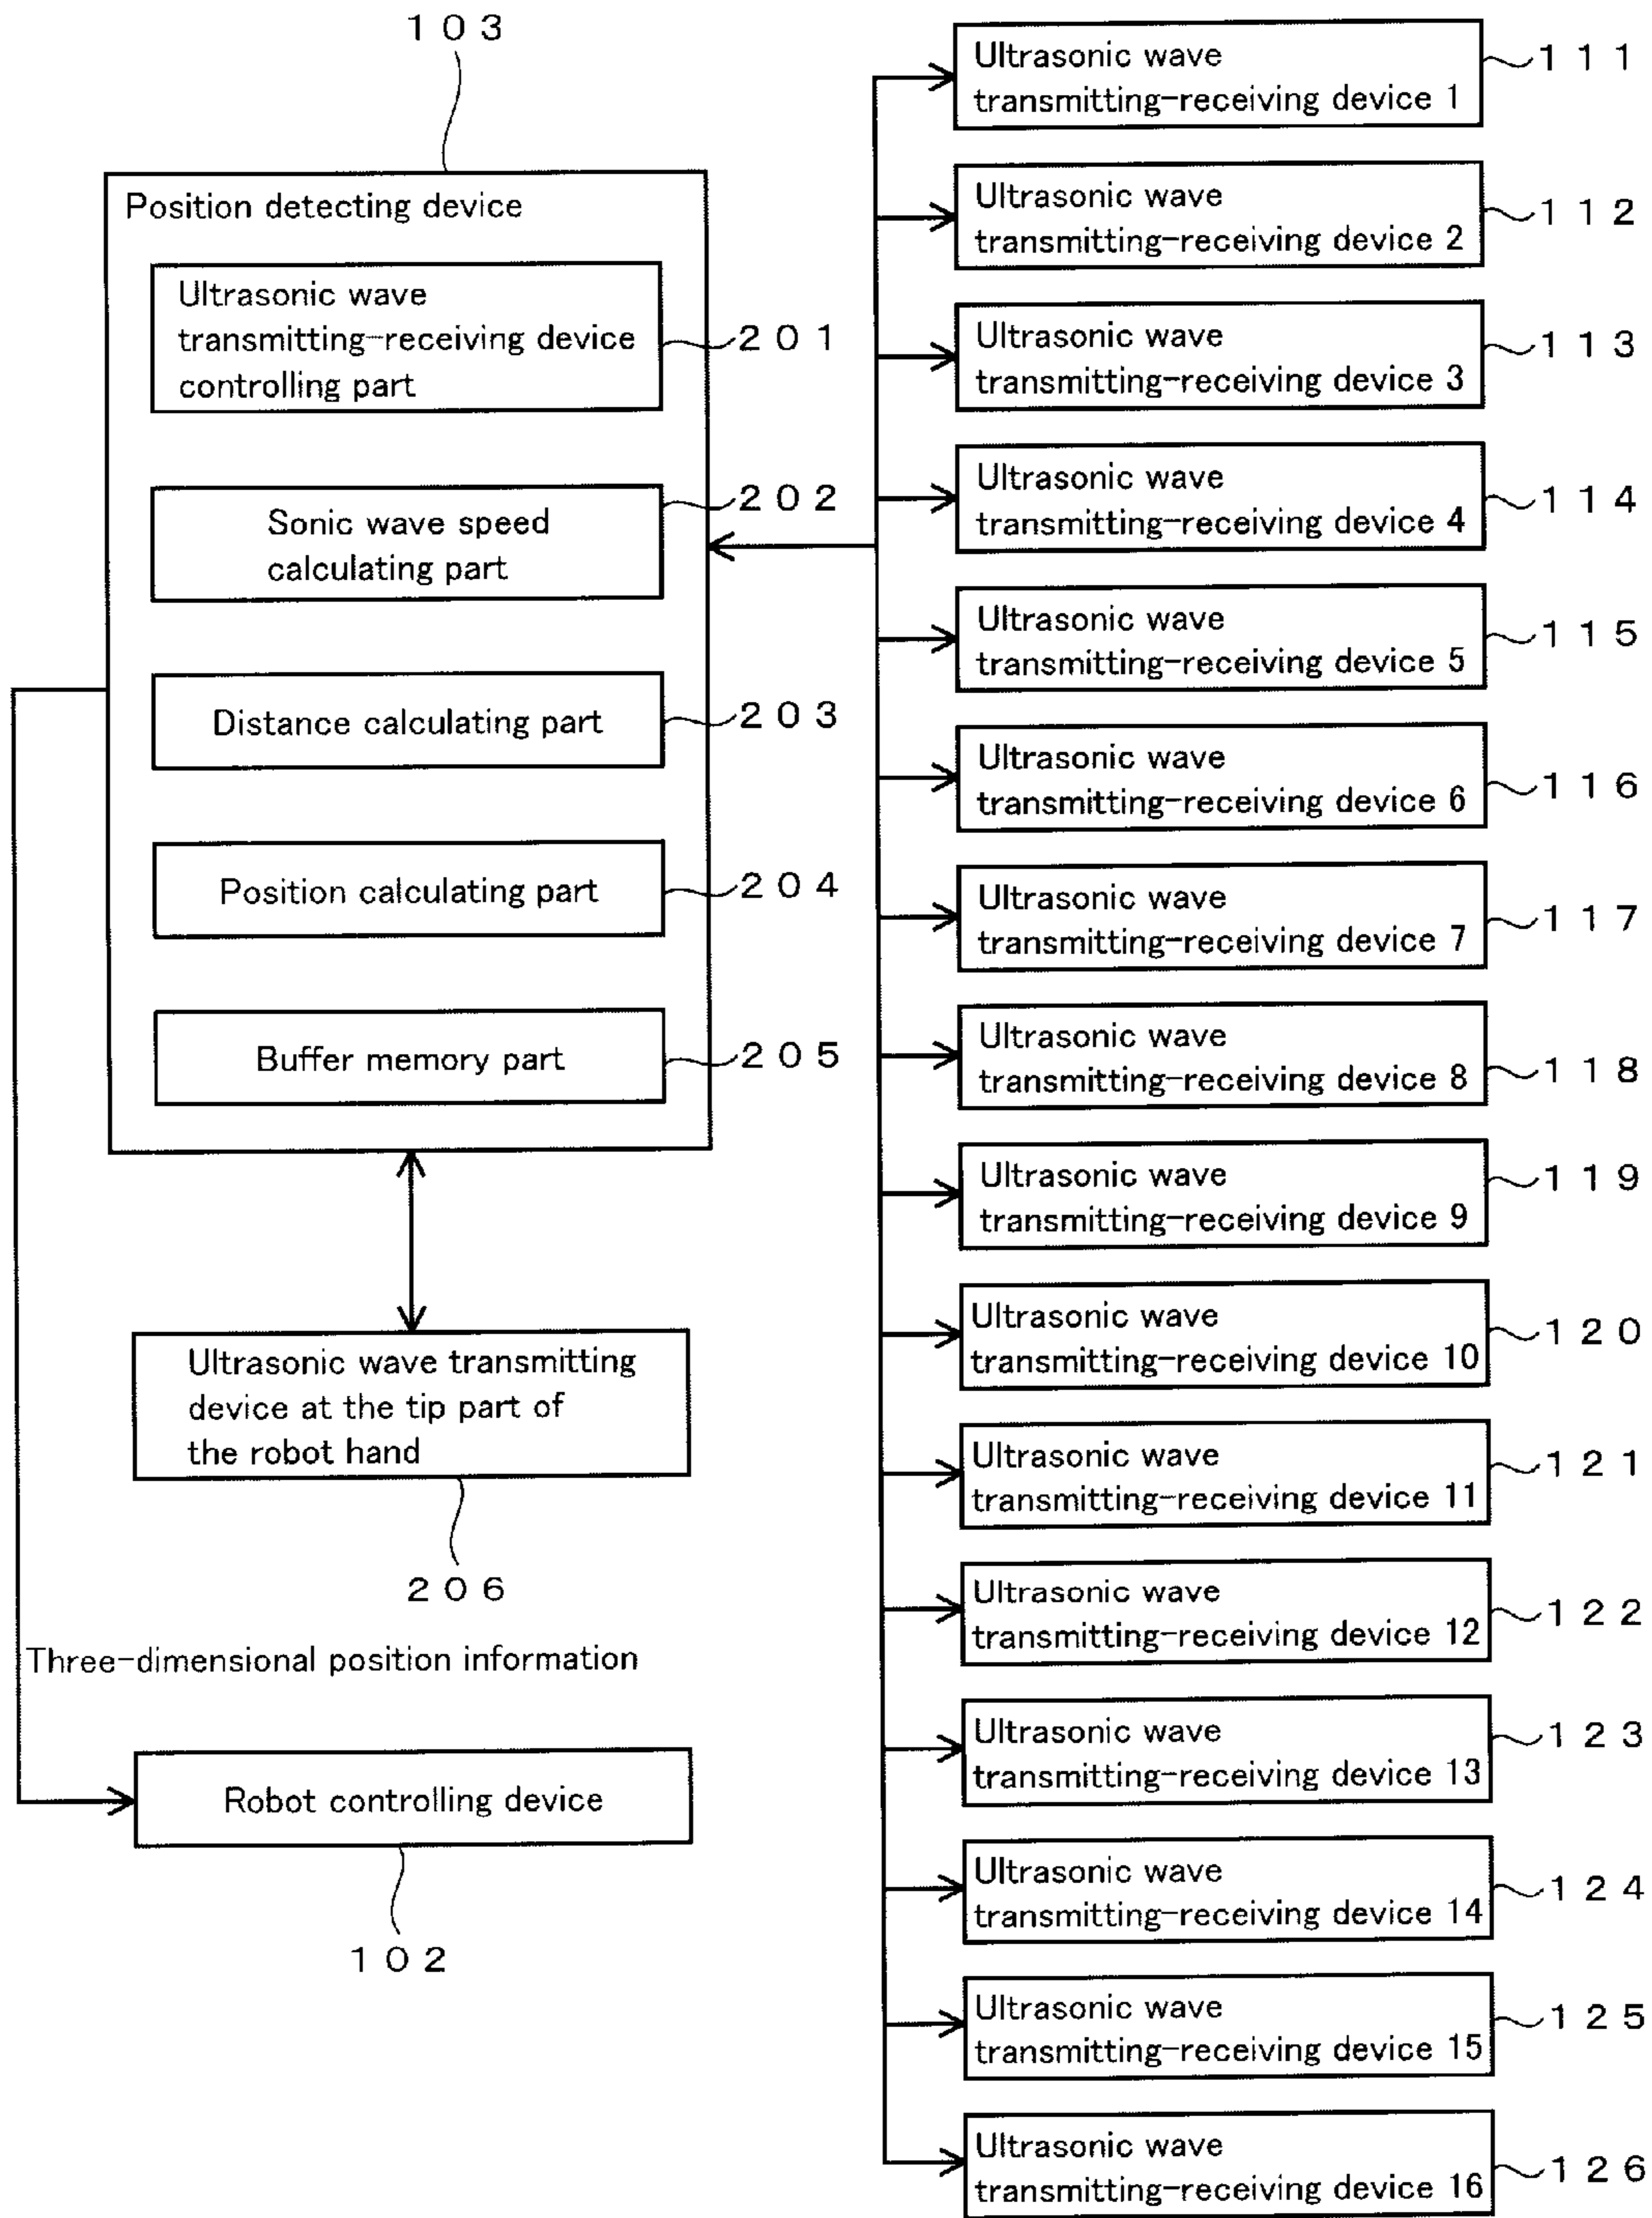 103
Position detecting device
Ultrasonic wave
transmitting-receiving device
controlling part
201
Sonic wave speed
calculating part
202
Distance calculating part
203
Position calculating part
204
Buffer memory part
205
Ultrasonic wave transmitting
device at the tip part of
the robot hand
206
Three-dimensional position information
Robot controlling device
102
Ultrasonic wave
transmitting-receiving device 1
111
Ultrasonic wave
transmitting-receiving device 2
112
Ultrasonic wave
transmitting-receiving device 3
113
Ultrasonic wave
transmitting-receiving device 4
114
Ultrasonic wave
transmitting-receiving device 5
115
Ultrasonic wave
transmitting-receiving device 6
116
Ultrasonic wave
transmitting-receiving device 7
117
Ultrasonic wave
transmitting-receiving device 8
118
Ultrasonic wave
transmitting-receiving device 9
119
Ultrasonic wave
transmitting-receiving device 10
120
Ultrasonic wave
transmitting-receiving device 11
121
Ultrasonic wave
transmitting-receiving device 12
122
Ultrasonic wave
transmitting-receiving device 13
123
Ultrasonic wave
transmitting-receiving device 14
124
Ultrasonic wave
transmitting-receiving device 15
125
Ultrasonic wave
transmitting-receiving device 16
126